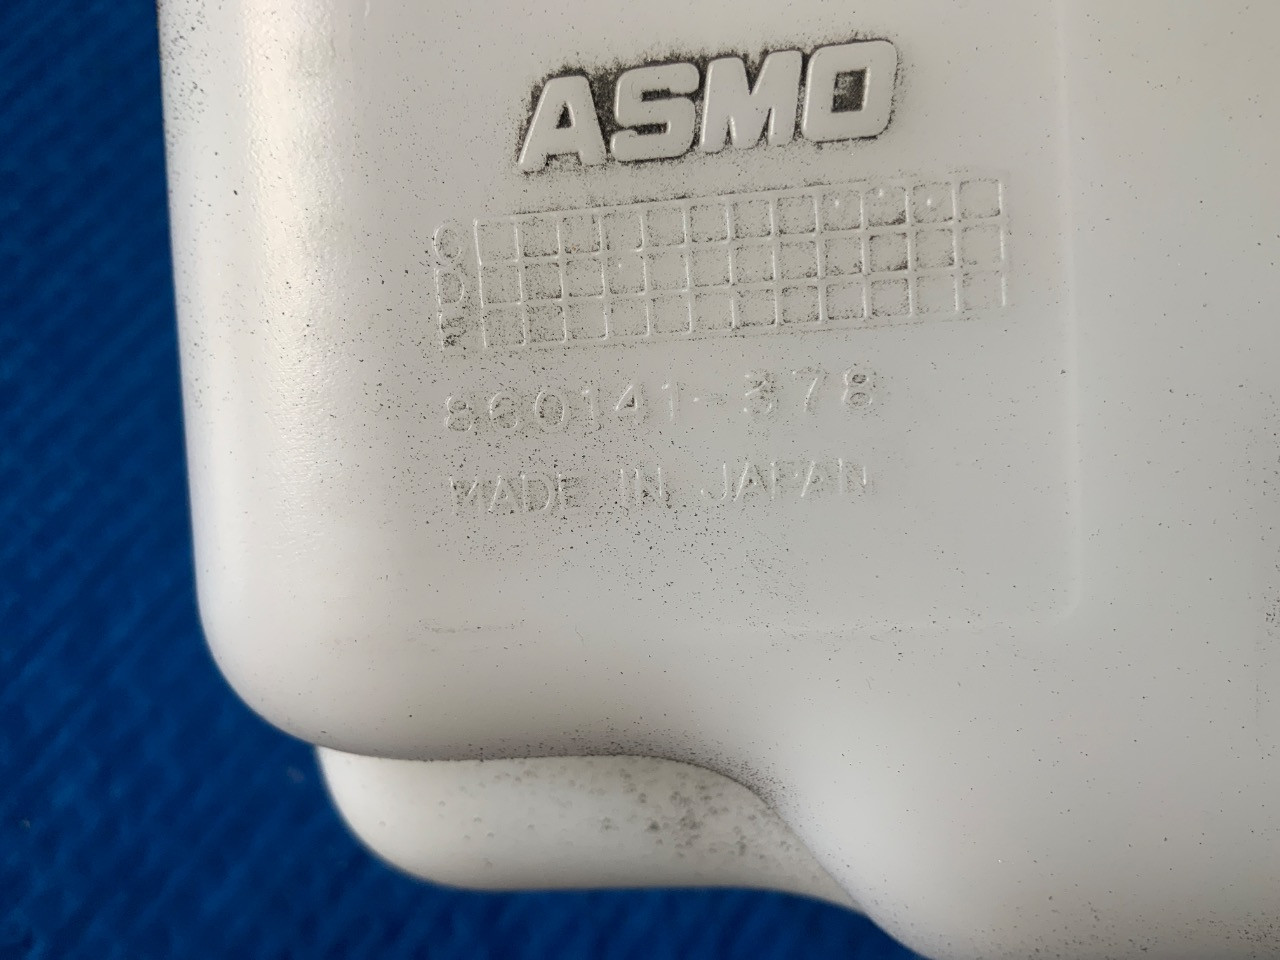 ASMO
C
D
E
860141-378
MADE IN JAPAN